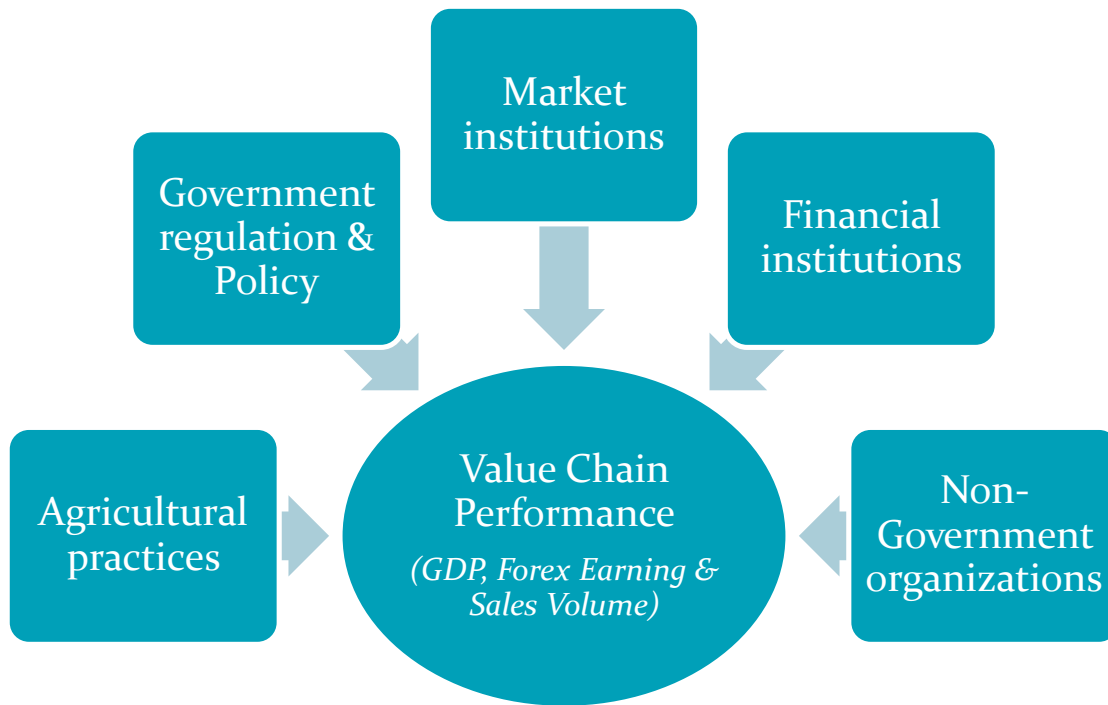 Market
institutions
Government
regulation &
Policy
Financial
institutions
Agricultural
practices
Value Chain
Performance
(GDP, Forex Earning &
Sales Volume)
Non-
Government
organizations